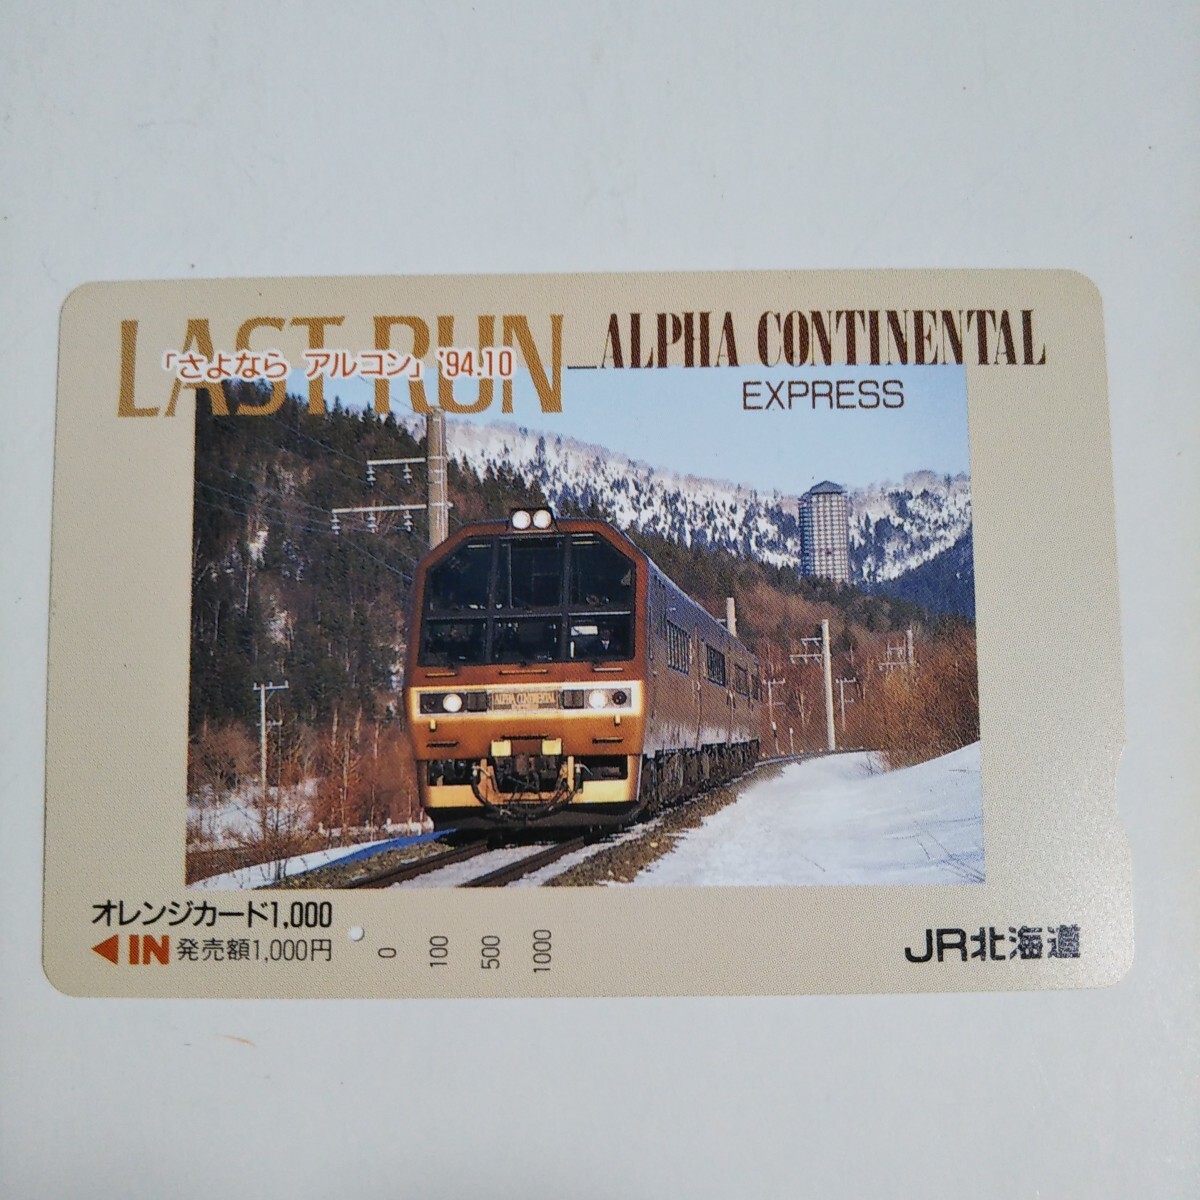 LAST RUN
「さよなら アルコン」 '94.10
ALPHA CONTINENTAL
EXPRESS
ALPHA CONTINENTAL
オレンジカード1,000
IN 発売額1,000円
0 100 500 1000
JR北海道